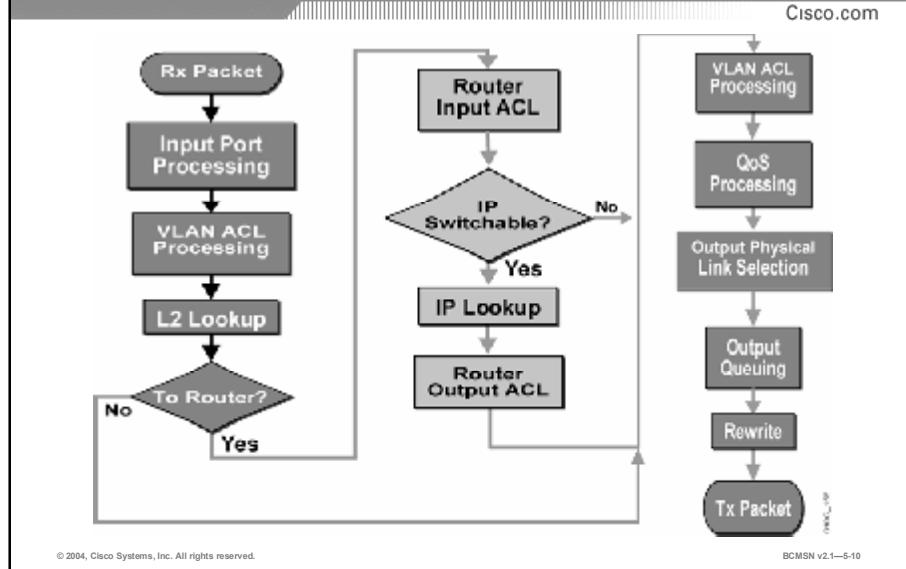 Cisco.com
Rx Packet
Input Port
Processing
VLAN ACL
Processing
L2 Lookup
To Router?
No
Yes
Router
Input ACL
IP
Switchable?
No
Yes
IP Lookup
Router
Output ACL
VLAN ACL
Processing
QoS
Processing
Output Physical
Link Selection
Output
Queuing
Rewrite
Tx Packet
© 2004, Cisco Systems, Inc. All rights reserved.
BCMSN v2.1—5-10